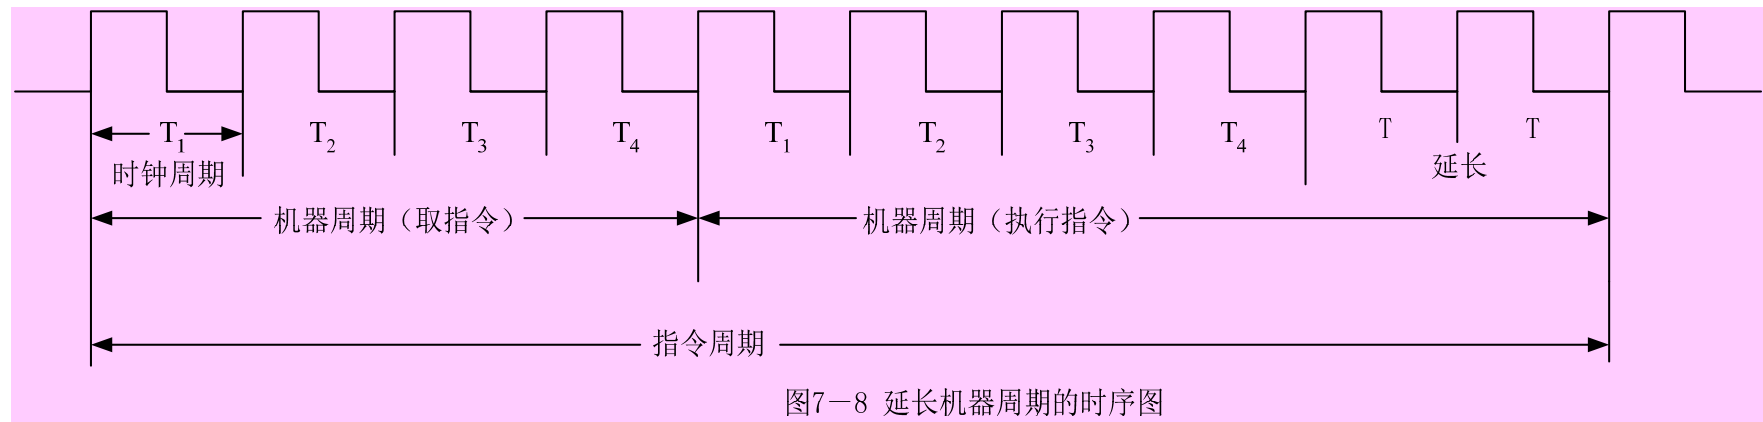 T₁ T₂ T₃ T₄ T₁ T₂ T₃ T₄ T T
时钟周期 延长
机器周期（取指令） 机器周期（执行指令）
指令周期
图7－8 延长机器周期的时序图